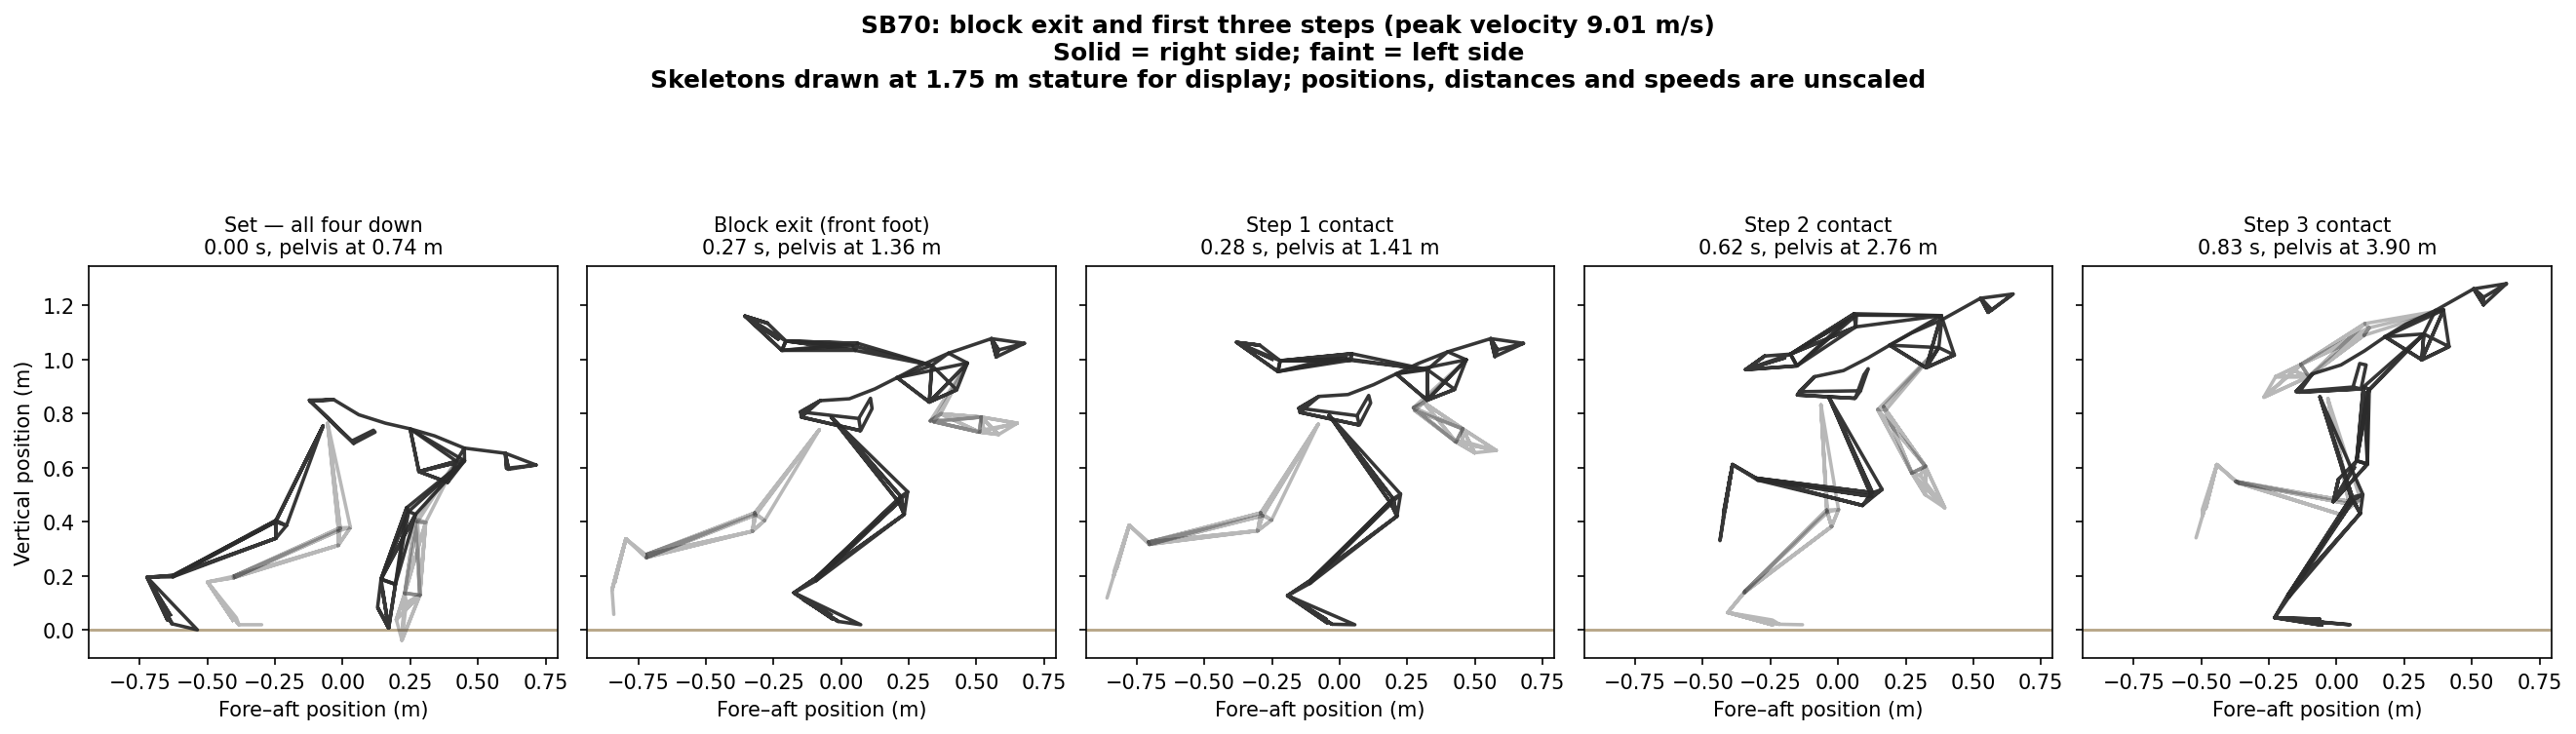 SB70: block exit and first three steps (peak velocity 9.01 m/s)
Solid = right side; faint = left side
Skeletons drawn at 1.75 m stature for display; positions, distances and speeds are unscaled
Set — all four down
0.00 s, pelvis at 0.74 m
Block exit (front foot)
0.27 s, pelvis at 1.36 m
Step 1 contact
0.28 s, pelvis at 1.41 m
Step 2 contact
0.62 s, pelvis at 2.76 m
Step 3 contact
0.83 s, pelvis at 3.90 m
Vertical position (m)
1.2
1.0
0.8
0.6
0.4
0.2
0.0
−0.75 −0.50 −0.25 0.00 0.25 0.50 0.75
−0.75 −0.50 −0.25 0.00 0.25 0.50 0.75
−0.75 −0.50 −0.25 0.00 0.25 0.50 0.75
−0.75 −0.50 −0.25 0.00 0.25 0.50 0.75
−0.75 −0.50 −0.25 0.00 0.25 0.50 0.75
Fore–aft position (m)
Fore–aft position (m)
Fore–aft position (m)
Fore–aft position (m)
Fore–aft position (m)